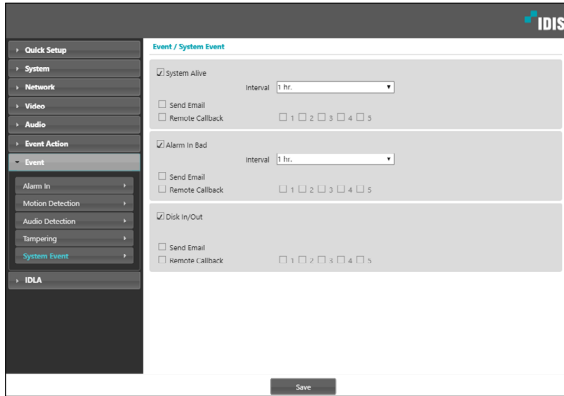 IDIS
Quick Setup
System
Network
Video
Audio
Event Action
Event
Alarm In
Motion Detection
Audio Detection
Tampering
System Event
IDLA
Event / System Event
System Alive
Interval 1 hr.
Send Email
Remote Callback 1 2 3 4 5
Alarm In Bad
Interval 1 hr.
Send Email
Remote Callback 1 2 3 4 5
Disk In/Out
Send Email
Remote Callback 1 2 3 4 5
Save